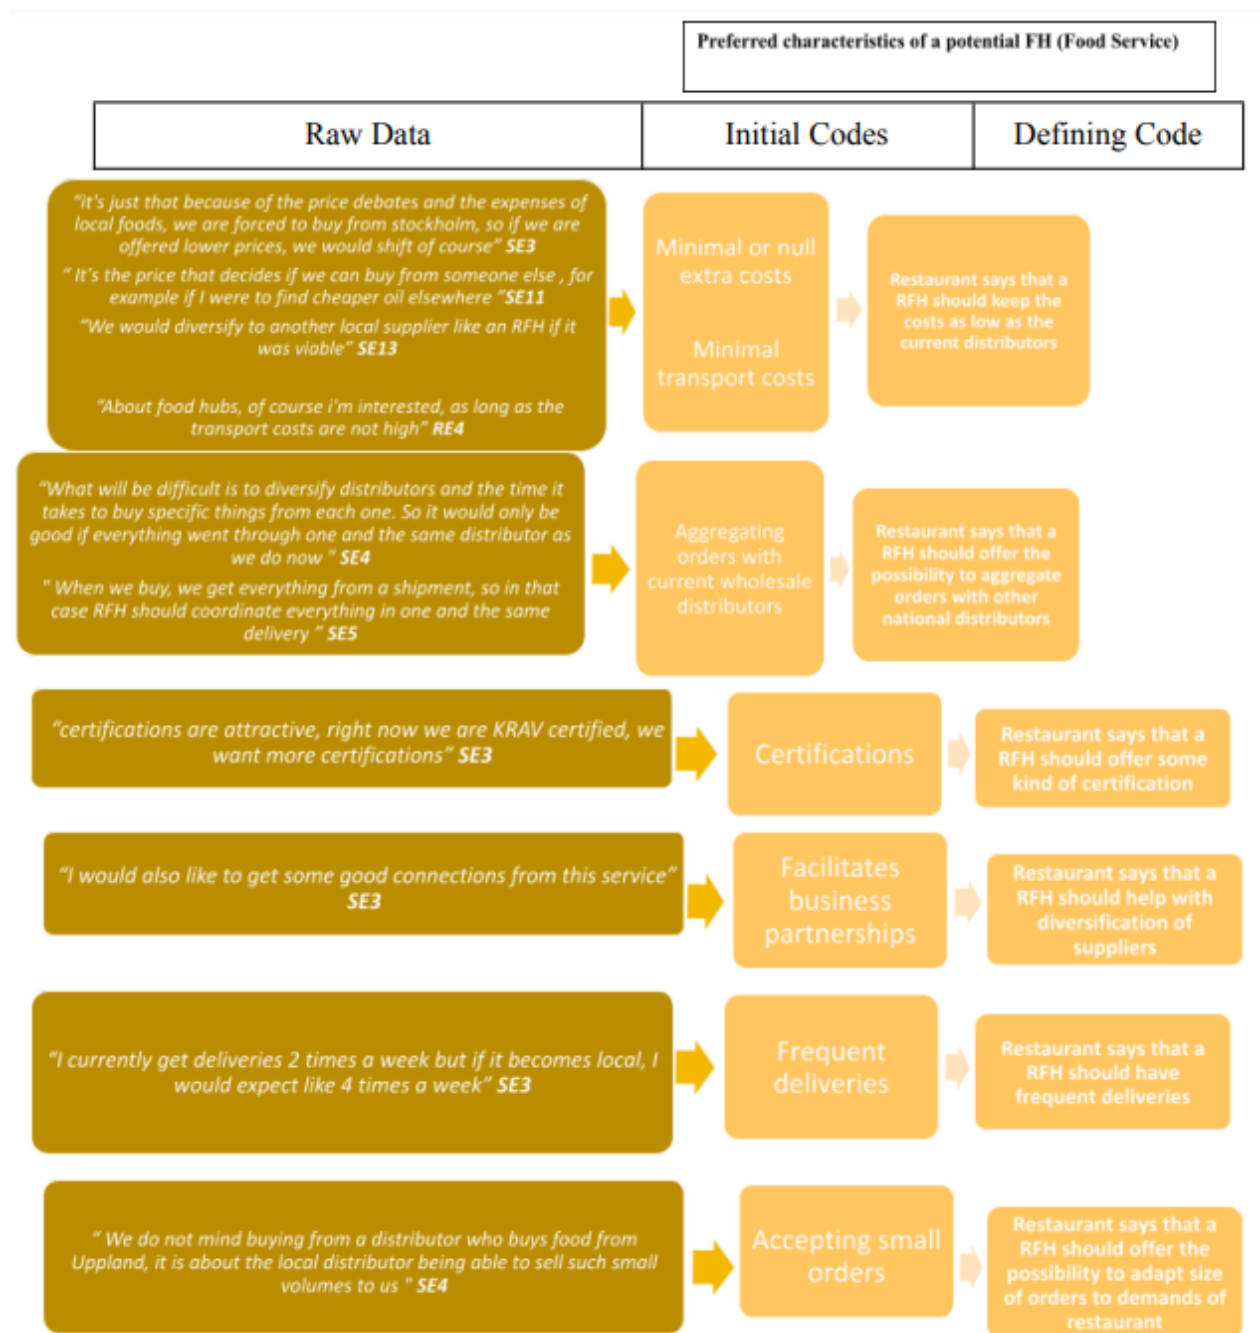 Preferred characteristics of a potential FH (Food Service)
Raw Data
Initial Codes
Defining Code
"it's just that because of the price debates and the expenses of
local foods, we are forced to buy from stockholm, so if we are
offered lower prices, we would shift of course" SE3
" It's the price that decides if we can buy from someone else , for
example if I were to find cheaper oil elsewhere "SE11
"We would diversify to another local supplier like an RFH if it
was viable" SE13
"About food hubs, of course i'm interested, as long as the
transport costs are not high" RE4
Minimal or null
extra costs
Minimal
transport costs
Restaurant says that a
RFH should keep the
costs as low as the
current distributors
"What will be difficult is to diversify distributors and the time it
takes to buy specific things from each one. So it would only be
good if everything went through one and the same distributor as
we do now " SE4
" When we buy, we get everything from a shipment, so in that
case RFH should coordinate everything in one and the same
delivery " SE5
Aggregating
orders with
current wholesale
distributors
Restaurant says that a
RFH should offer the
possibility to aggregate
orders with other
national distributors
"certifications are attractive, right now we are KRAV certified, we
want more certifications" SE3
Certifications
Restaurant says that a
RFH should offer some
kind of certification
"I would also like to get some good connections from this service"
SE3
Facilitates
business
partnerships
Restaurant says that a
RFH should help with
diversification of
suppliers
"I currently get deliveries 2 times a week but if it becomes local, I
would expect like 4 times a week" SE3
Frequent
deliveries
Restaurant says that a
RFH should have
frequent deliveries
" We do not mind buying from a distributor who buys food from
Uppland, it is about the local distributor being able to sell such small
volumes to us " SE4
Accepting small
orders
Restaurant says that a
RFH should offer the
possibility to adapt size
of orders to demands of
restaurant